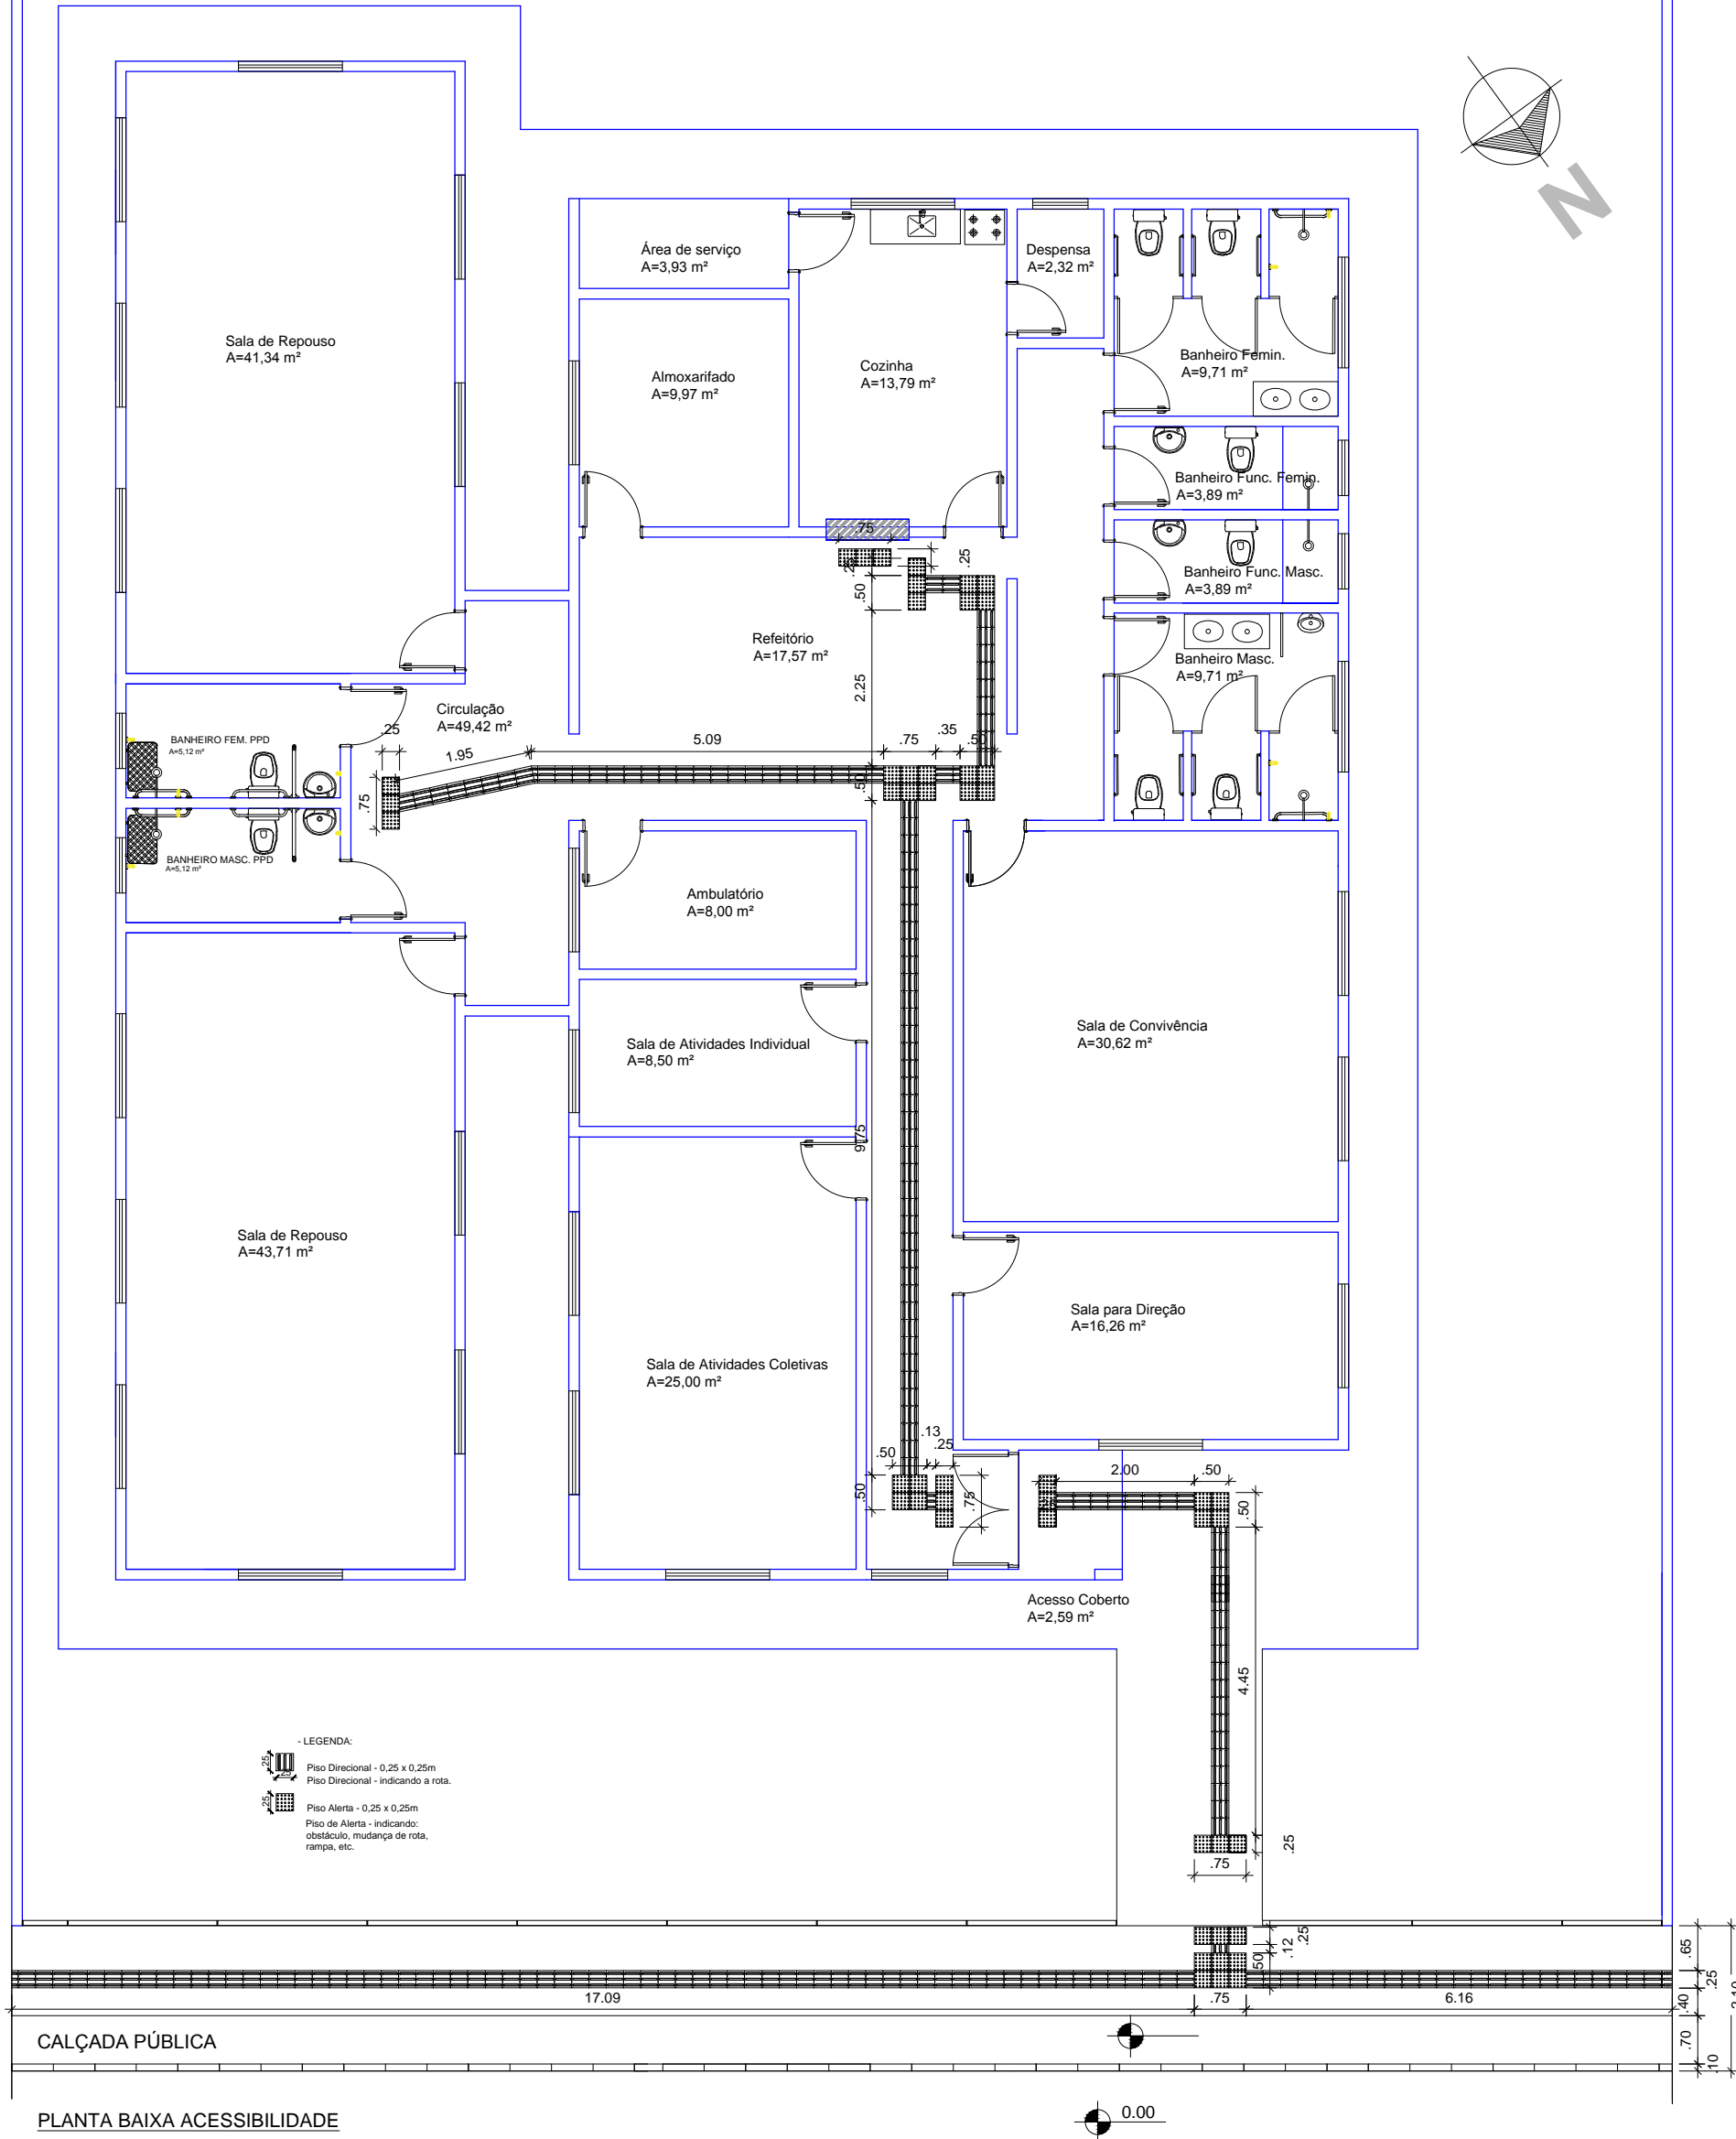 N
Área de serviço
A=3,93 m²
Despensa
A=2,32 m²
Sala de Repouso
A=41,34 m²
Almoxarifado
A=9,97 m²
Cozinha
A=13,79 m²
Banheiro Femin.
A=9,71 m²
Banheiro Func. Femin.
A=3,89 m²
Banheiro Func. Masc.
A=3,89 m²
Banheiro Masc.
A=9,71 m²
.75
.25
.25
.50
Refeitório
A=17,57 m²
2.25
Circulação
A=49,42 m²
.25
1.95
5.09
.75
.35
.50
.50
.75
BANHEIRO FEM. PPD
A=5,12 m²
BANHEIRO MASC. PPD
A=5,12 m²
Ambulatório
A=8,00 m²
Sala de Atividades Individual
A=8,50 m²
Sala de Convivência
A=30,62 m²
9.75
Sala de Repouso
A=43,71 m²
Sala para Direção
A=16,26 m²
Sala de Atividades Coletivas
A=25,00 m²
.50
.13
.25
.50
.75
2.00
.50
.50
Acesso Coberto
A=2,59 m²
4.45
.25
.75
- LEGENDA:
.25
.25
Piso Direcional - 0,25 x 0,25m
Piso Direcional - indicando a rota.
.25
Piso Alerta - 0,25 x 0,25m
Piso de Alerta - indicando:
obstáculo, mudança de rota,
rampa, etc.
.50
.12
.25
.65
.25
.40
.70
.10
2.10
17.09
.75
6.16
CALÇADA PÚBLICA
PLANTA BAIXA ACESSIBILIDADE
0.00